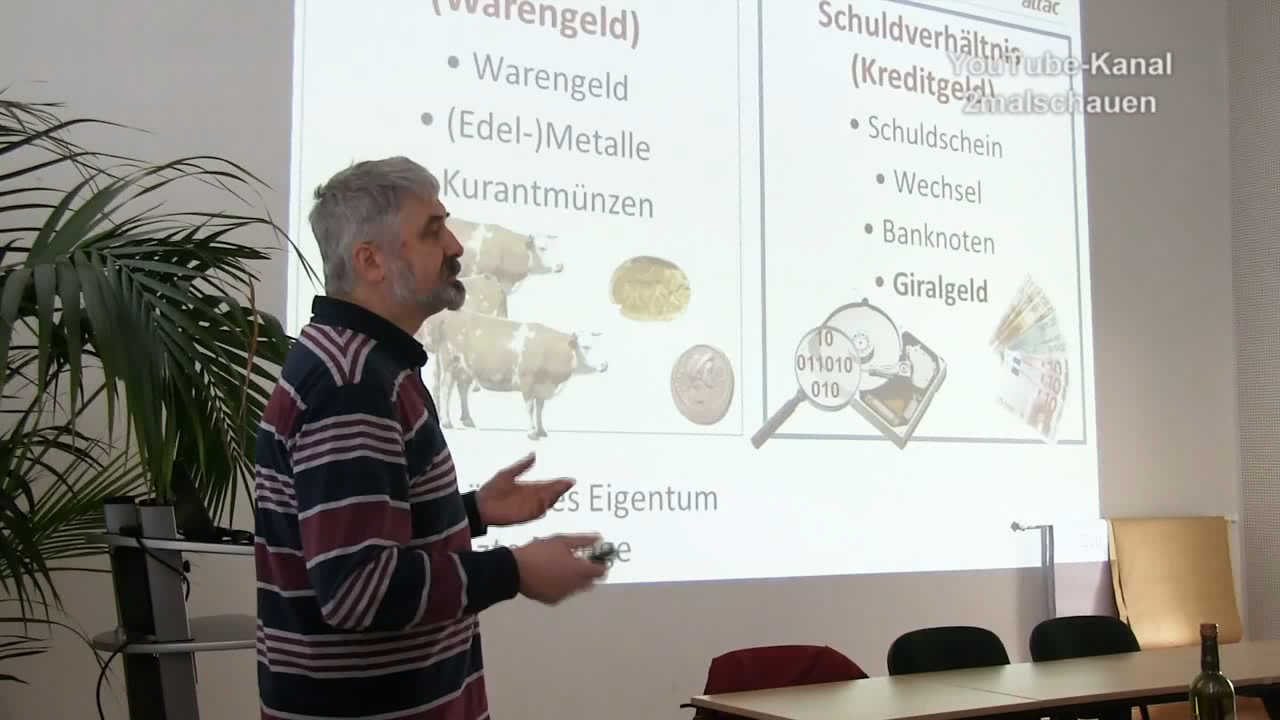 (Warengeld)
• Warengeld
• (Edel-)Metalle
Kurantmünzen
Eigentum
attac
Schuldverhältnis
(Kreditgeld)
• Schuldschein
• Wechsel
• Banknoten
• Giralgeld
10
011010
010
YouTube-Kanal
2malschauen